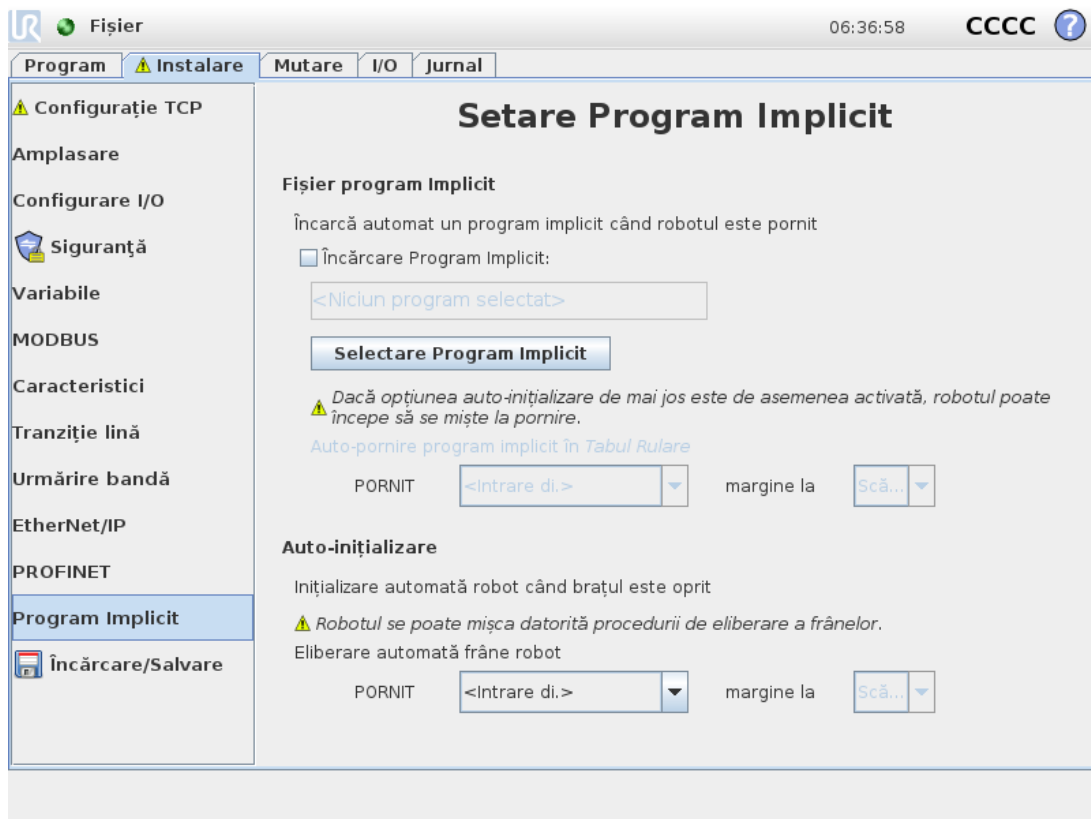 UR Fișier 06:36:58 CCCC ?
Program Instalare Mutare I/O Jurnal
Configurație TCP
Amplasare
Configurare I/O
Siguranță
Variabile
MODBUS
Caracteristici
Tranziție lină
Urmărire bandă
EtherNet/IP
PROFINET
Program Implicit
Încărcare/Salvare
Setare Program Implicit
Fișier program Implicit
Încarcă automat un program implicit când robotul este pornit
Încărcare Program Implicit:
<Niciun program selectat>
Selectare Program Implicit
Dacă opțiunea auto-inițializare de mai jos este de asemenea activată, robotul poate
începe să se miște la pornire.
Auto-pornire program implicit în Tabul Rulare
PORNIT <Intrare di.> margine la Scă...
Auto-inițializare
Inițializare automată robot când brațul este oprit
Robotul se poate mișca datorită procedurii de eliberare a frânelor.
Eliberare automată frâne robot
PORNIT <Intrare di.> margine la Scă...